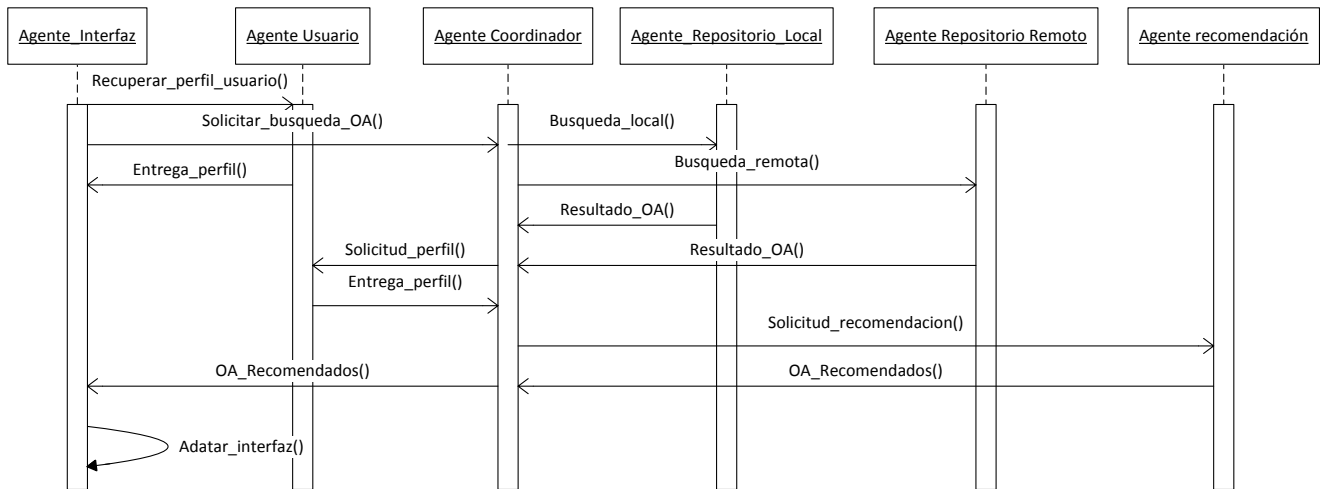 Agente_Interfaz
Agente Usuario
Agente Coordinador
Agente_Repositorio_Local
Agente Repositorio Remoto
Agente recomendación
Recuperar_perfil_usuario()
Solicitar_busqueda_OA()
Busqueda_local()
Entrega_perfil()
Busqueda_remota()
Resultado_OA()
Solicitud_perfil()
Resultado_OA()
Entrega_perfil()
Solicitud_recomendacion()
OA_Recomendados()
OA_Recomendados()
Adatar_interfaz()